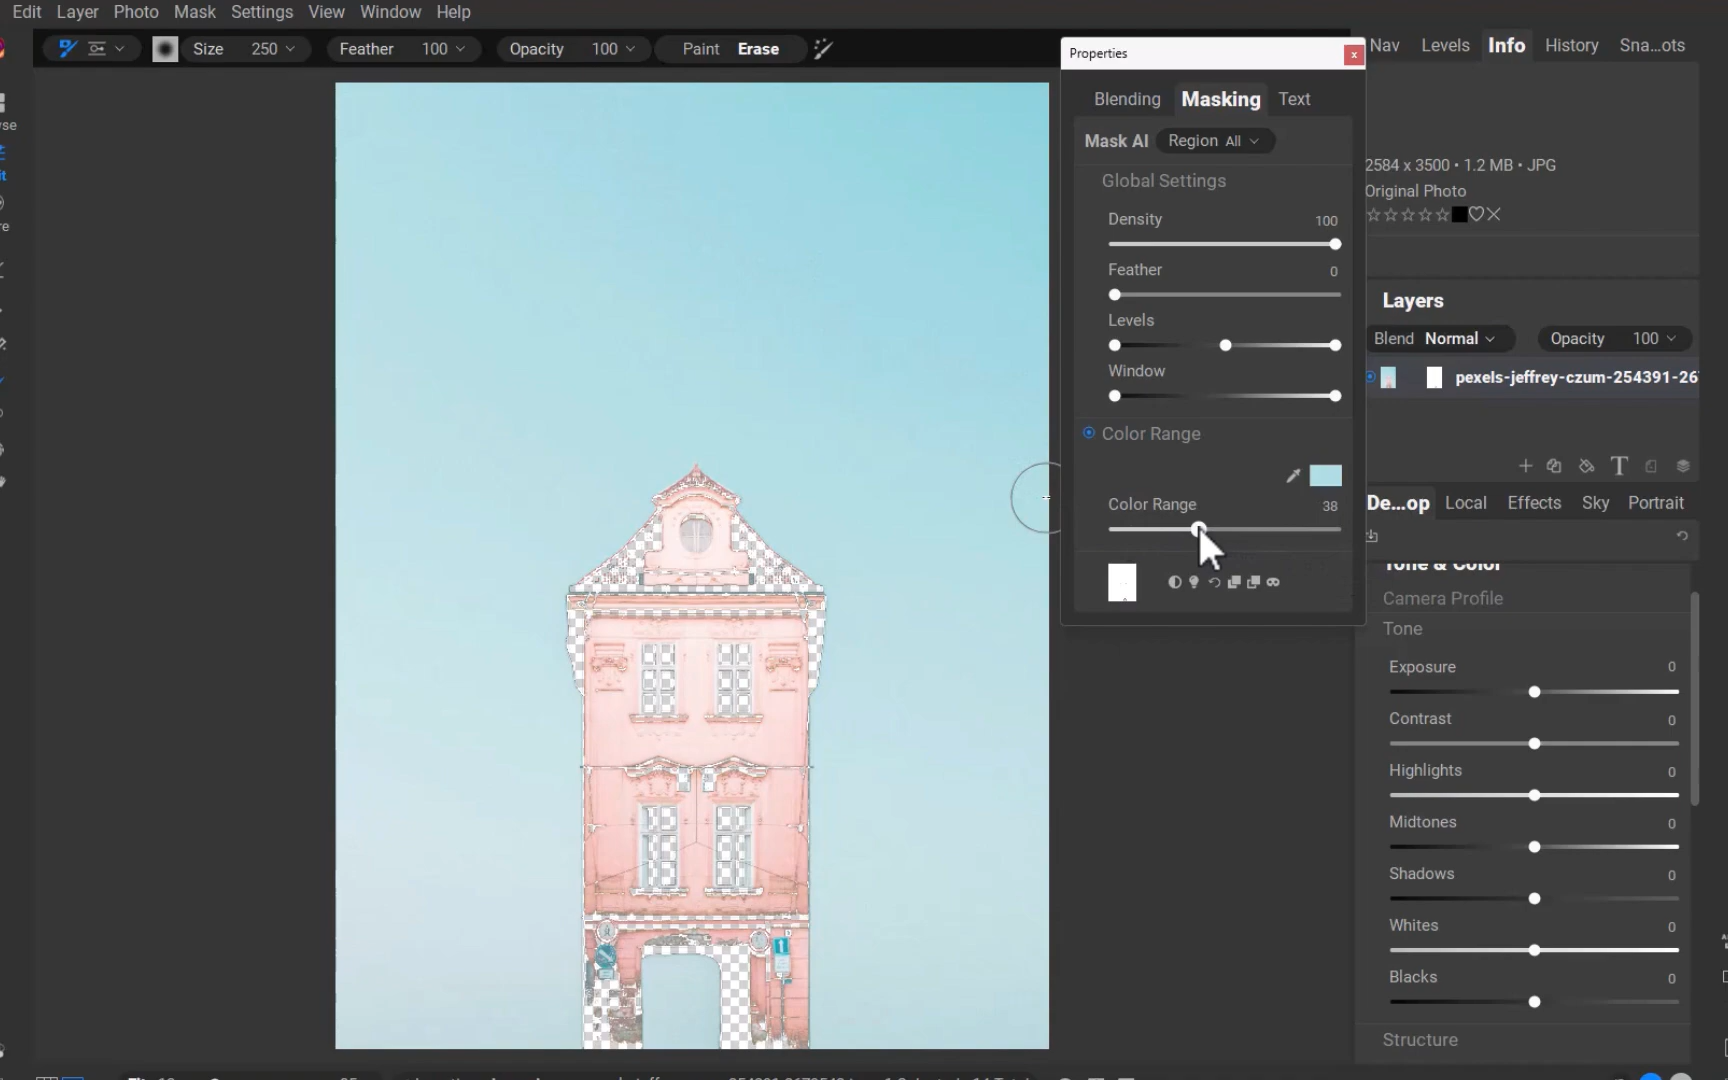 Edit Layer Photo Mask Settings View Window Help
Size 250 Feather 100 Opacity 100 Paint Erase
Properties
Nav Levels Info History Sna...ots
Blending Masking Text
Mask AI Region All
Global Settings
Density 100
Feather 0
Levels
Window
Color Range
Color Range 38
2584 x 3500 • 1.2 MB • JPG
Original Photo
Layers
Blend Normal Opacity 100
pexels-jeffrey-czum-254391-26
De...op Local Effects Sky Portrait
Tone & Color
Camera Profile
Tone
Exposure 0
Contrast 0
Highlights 0
Midtones 0
Shadows 0
Whites 0
Blacks 0
Structure